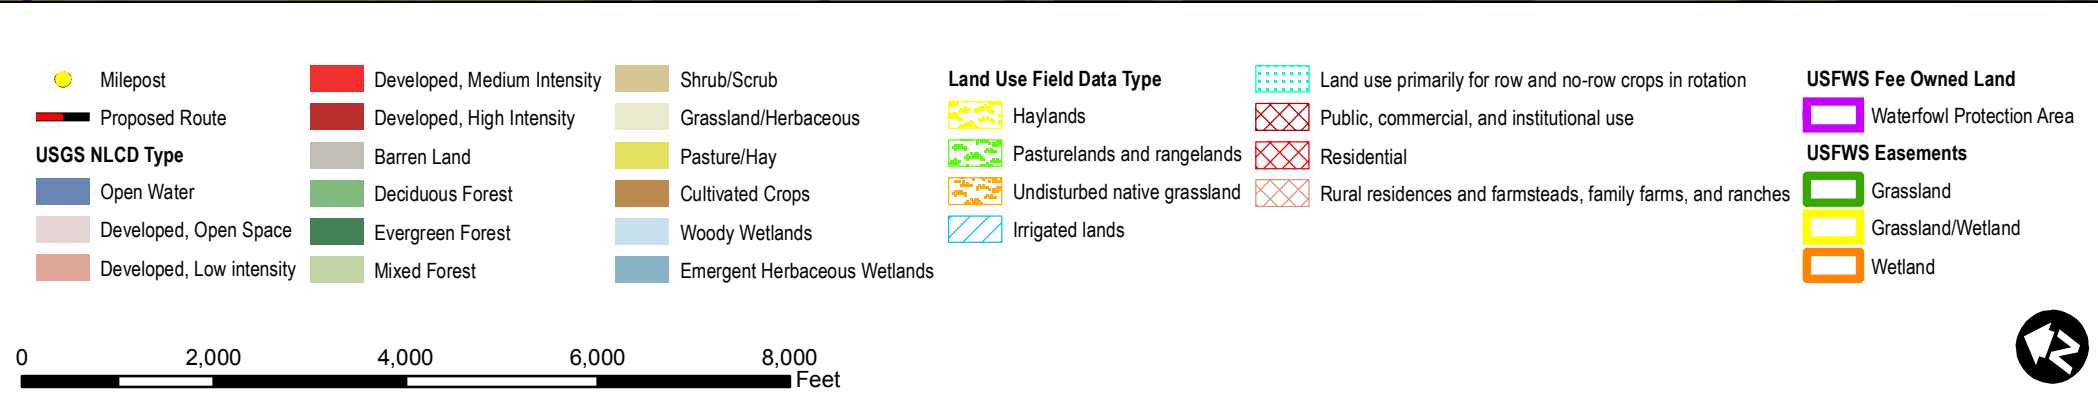 Milepost
Proposed Route
USGS NLCD Type
Open Water
Developed, Open Space
Developed, Low intensity
Developed, Medium Intensity
Developed, High Intensity
Barren Land
Deciduous Forest
Evergreen Forest
Mixed Forest
Shrub/Scrub
Grassland/Herbaceous
Pasture/Hay
Cultivated Crops
Woody Wetlands
Emergent Herbaceous Wetlands
Land Use Field Data Type
Haylands
Pasturelands and rangelands
Undisturbed native grassland
Irrigated lands
Land use primarily for row and no-row crops in rotation
Public, commercial, and institutional use
Residential
Rural residences and farmsteads, family farms, and ranches
USFWS Fee Owned Land
Waterfowl Protection Area
USFWS Easements
Grassland
Grassland/Wetland
Wetland
0 2,000 4,000 6,000 8,000
Feet
N